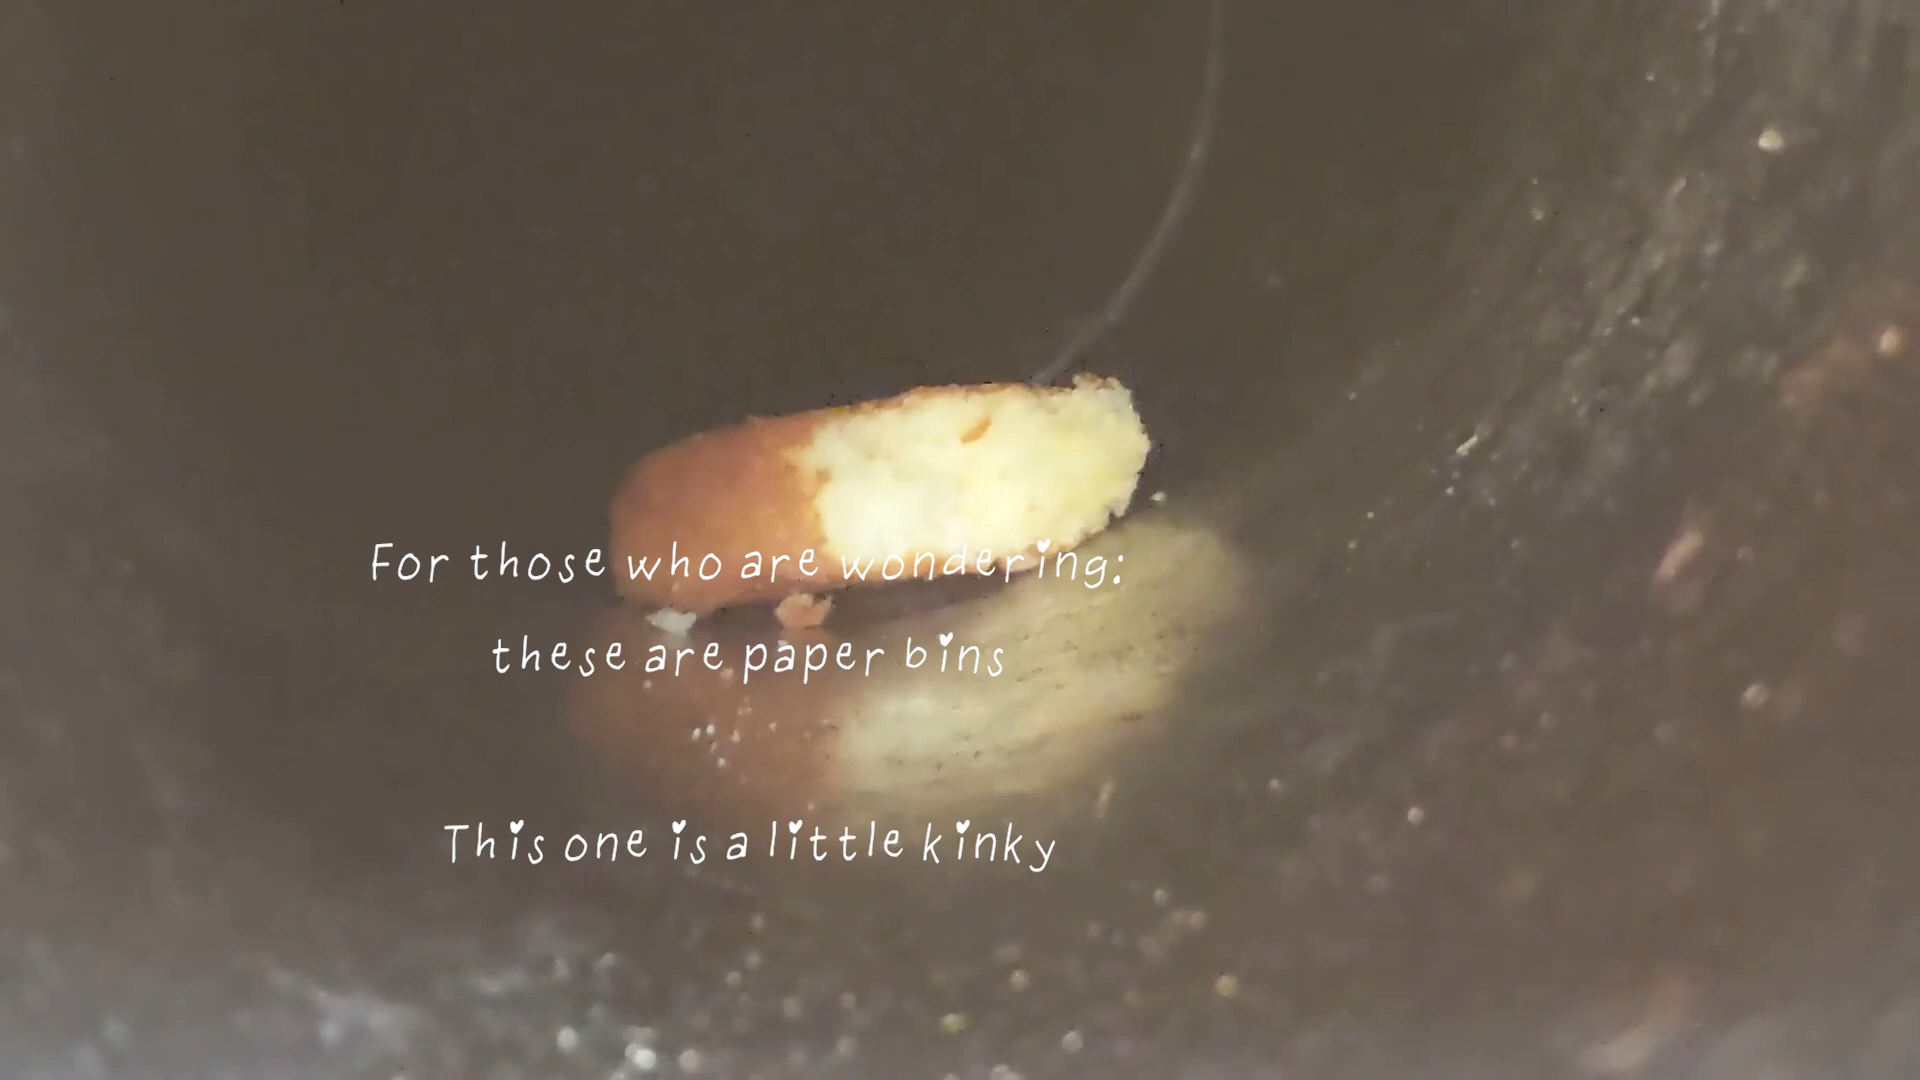 For those who are wondering:
these are paper bins
This one is a little kinky